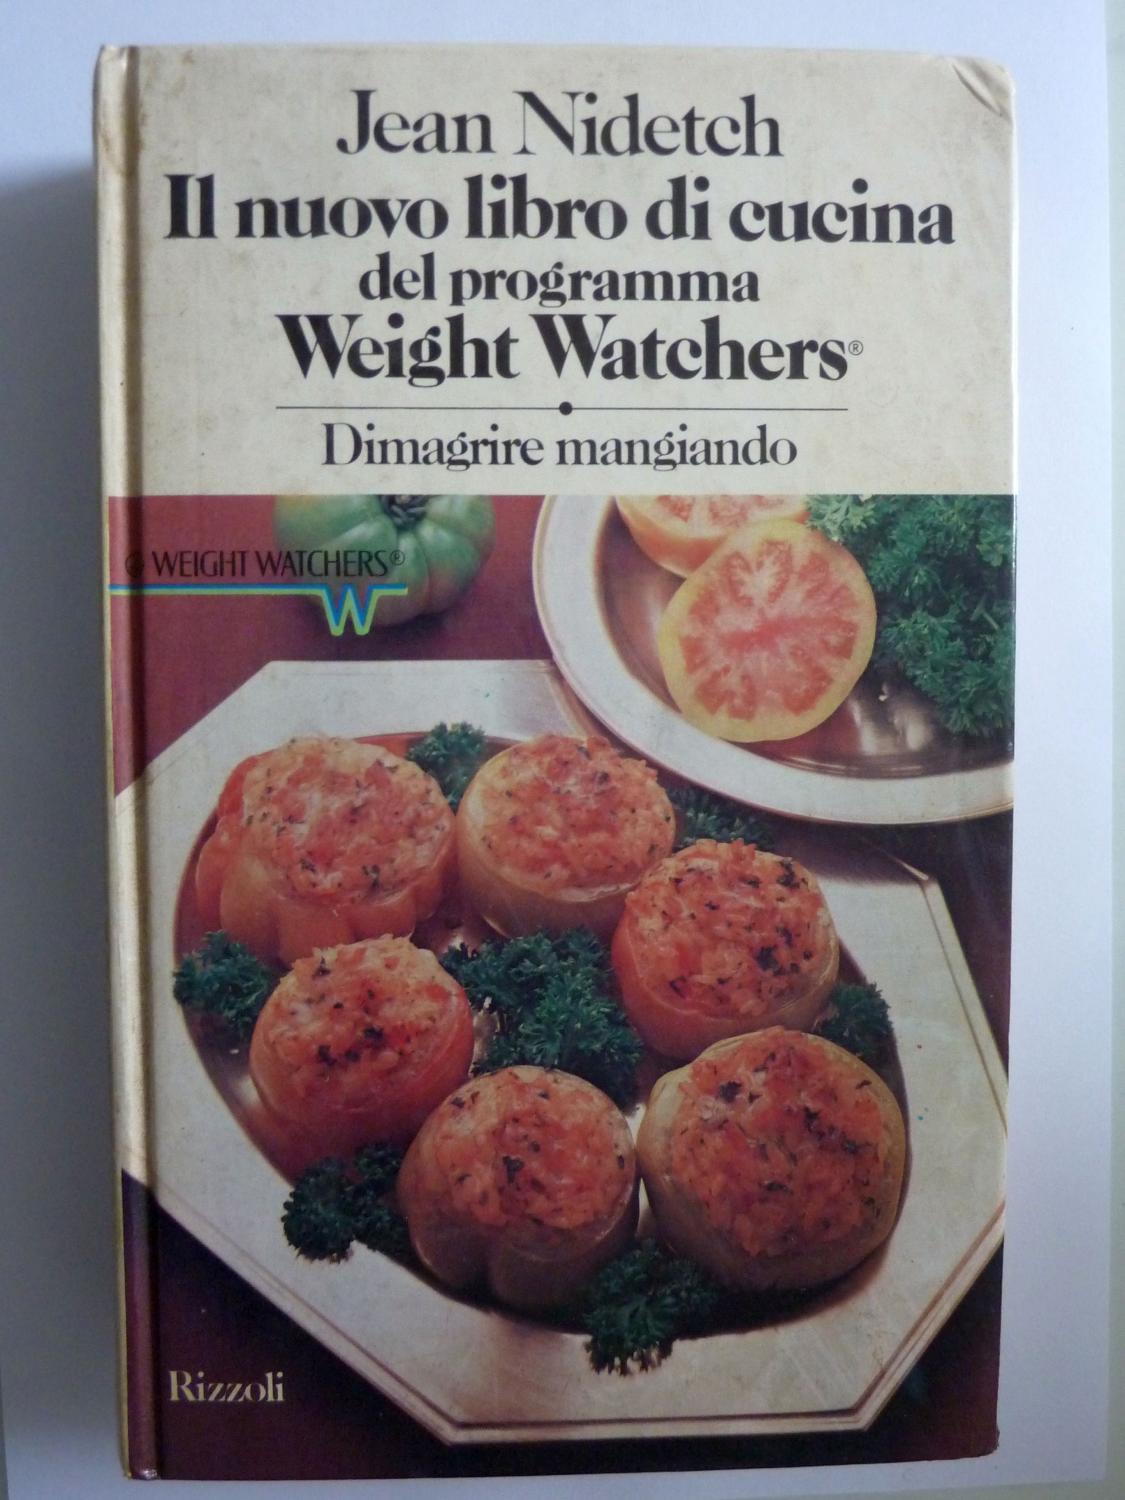 Jean Nidetch
Il nuovo libro di cucina
del programma
Weight Watchers®
Dimagrire mangiando
WEIGHT WATCHERS®
W
Rizzoli